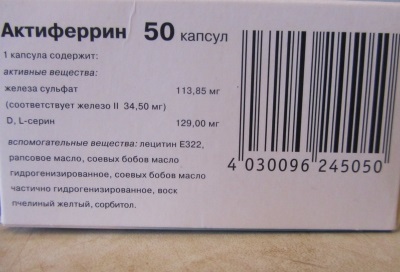 Актиферрин 50 капсул
1 капсула содержит:
активные вещества:
железа сульфат 113,85 мг
(соответствует железо II 34,50 мг)
D, L-серин 129,00 мг
вспомогательные вещества: лецитин Е322,
рапсовое масло, соевых бобов масло
гидрогенизированное, соевых бобов масло
частично гидрогенизированное, воск
пчелиный желтый, сорбитол.
4 030096 245050